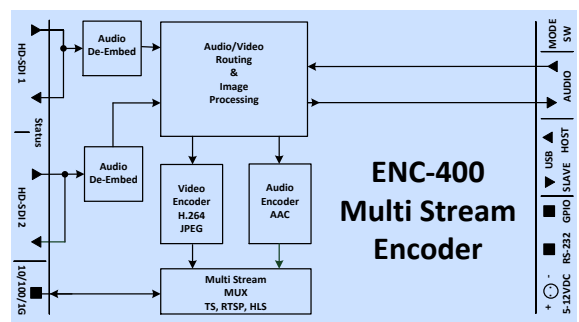 HD-SDI 1
Status
HD-SDI 2
10/100/1G
Audio
De-Embed
Audio
De-Embed
Audio/Video
Routing
&
Image
Processing
Video
Encoder
H.264
JPEG
Audio
Encoder
AAC
Multi Stream
MUX
TS, RTSP, HLS
ENC-400
Multi Stream
Encoder
MODE
SW
AUDIO
USB
HOST
SLAVE
GPIO
RS-232
+ -
5-12VDC